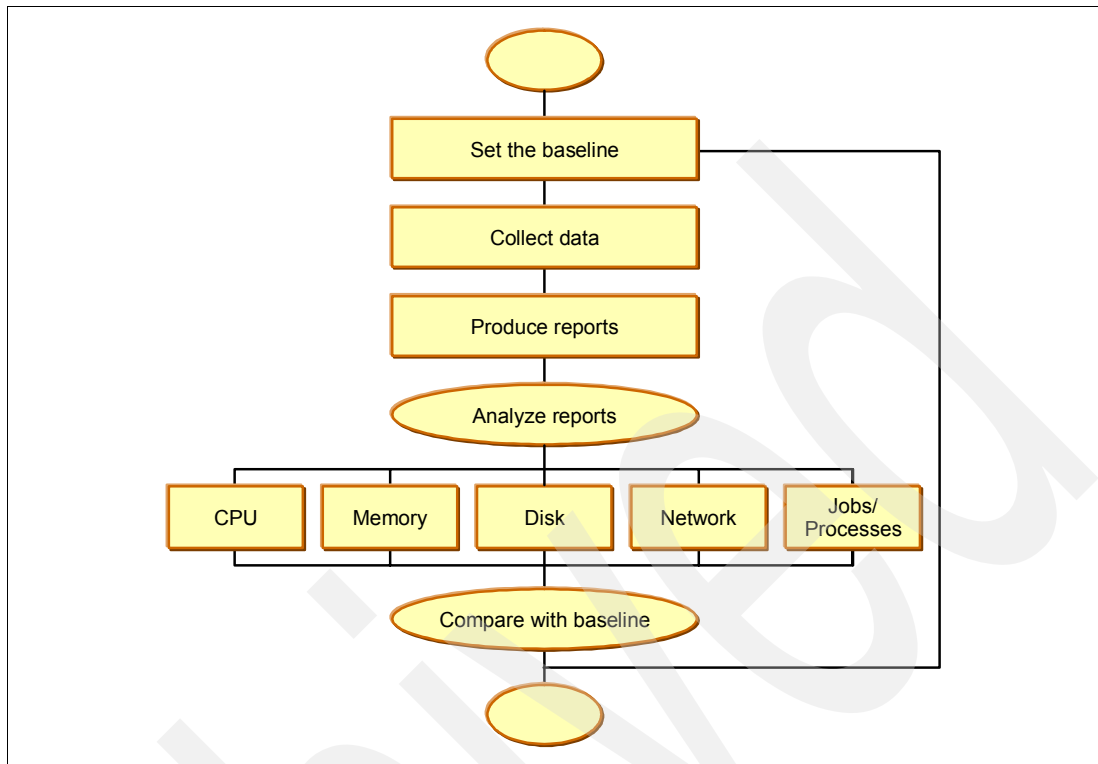 Set the baseline
Collect data
Produce reports
Analyze reports
CPU
Memory
Disk
Network
Jobs/
Processes
Compare with baseline